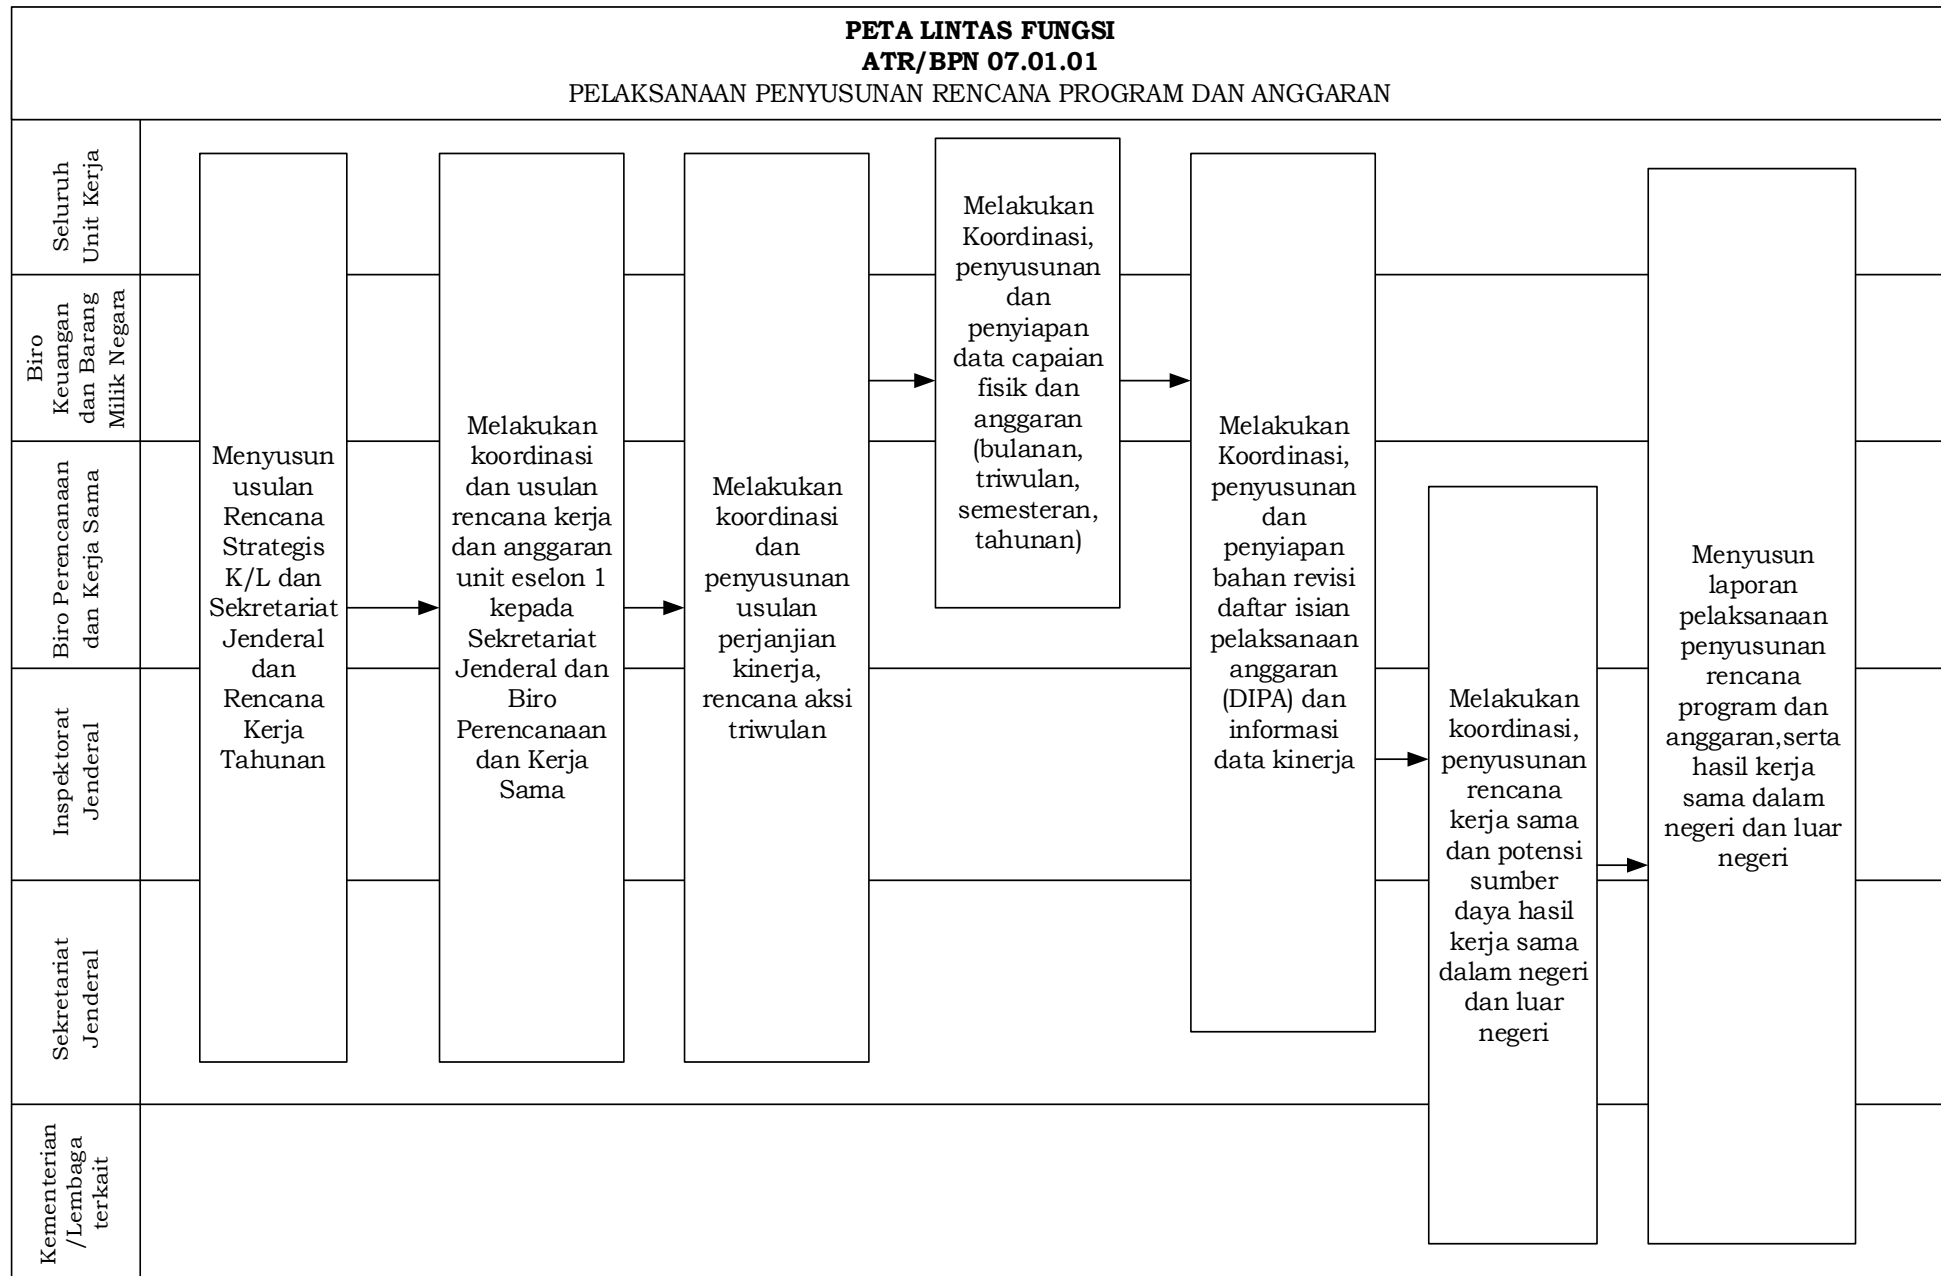 PETA LINTAS FUNGSI
ATR/BPN 07.01.01
PELAKSANAAN PENYUSUNAN RENCANA PROGRAM DAN ANGGARAN
Seluruh
Unit Kerja
Biro
Keuangan
dan Barang
Milik Negara
Biro Perencanaan
dan Kerja Sama
Inspektorat
Jenderal
Sekretariat
Jenderal
Kementerian
/Lembaga
terkait
Menyusun
usulan
Rencana
Strategis
K/L dan
Sekretariat
Jenderal
dan
Rencana
Kerja
Tahunan
Melakukan
koordinasi
dan usulan
rencana kerja
dan anggaran
unit eselon 1
kepada
Sekretariat
Jenderal dan
Biro
Perencanaan
dan Kerja
Sama
Melakukan
koordinasi
dan
penyusunan
usulan
perjanjian
kinerja,
rencana aksi
triwulan
Melakukan
Koordinasi,
penyusunan
dan
penyiapan
data capaian
fisik dan
anggaran
(bulanan,
triwulan,
semesteran,
tahunan)
Melakukan
Koordinasi,
penyusunan
dan
penyiapan
bahan revisi
daftar isian
pelaksanaan
anggaran
(DIPA) dan
informasi
data kinerja
Melakukan
koordinasi,
penyusunan
rencana
kerja sama
dan potensi
sumber
daya hasil
kerja sama
dalam negeri
dan luar
negeri
Menyusun
laporan
pelaksanaan
penyusunan
rencana
program dan
anggaran,serta
hasil kerja
sama dalam
negeri dan luar
negeri